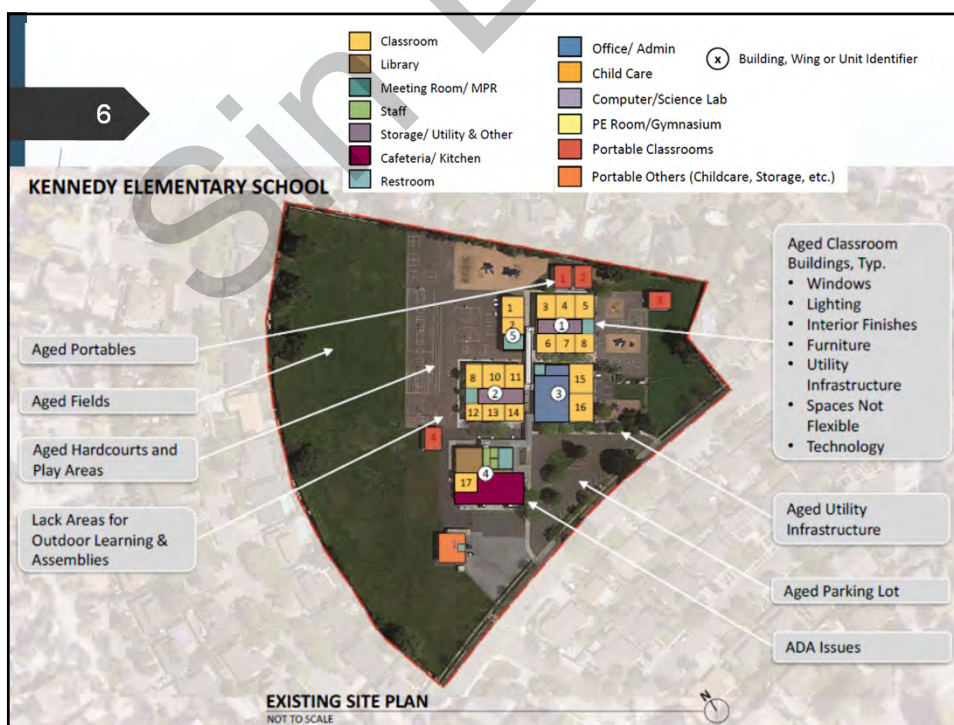 Sin
6
Classroom
Library
Meeting Room/ MPR
Staff
Storage/ Utility & Other
Cafeteria/ Kitchen
Restroom
Office/ Admin
Child Care
Computer/Science Lab
PE Room/Gymnasium
Portable Classrooms
Portable Others (Childcare, Storage, etc.)
x Building, Wing or Unit Identifier
KENNEDY ELEMENTARY SCHOOL
Aged Portables
Aged Fields
Aged Hardcourts and
Play Areas
Lack Areas for
Outdoor Learning &
Assemblies
1 2
3
1
2
5
3 4 5
1
6 7 8
8 10 11
2
12 13 14
15
3
16
4
4
17
Aged Classroom
Buildings, Typ.
• Windows
• Lighting
• Interior Finishes
• Furniture
• Utility
Infrastructure
• Spaces Not
Flexible
• Technology
Aged Utility
Infrastructure
Aged Parking Lot
ADA Issues
EXISTING SITE PLAN
NOT TO SCALE
N